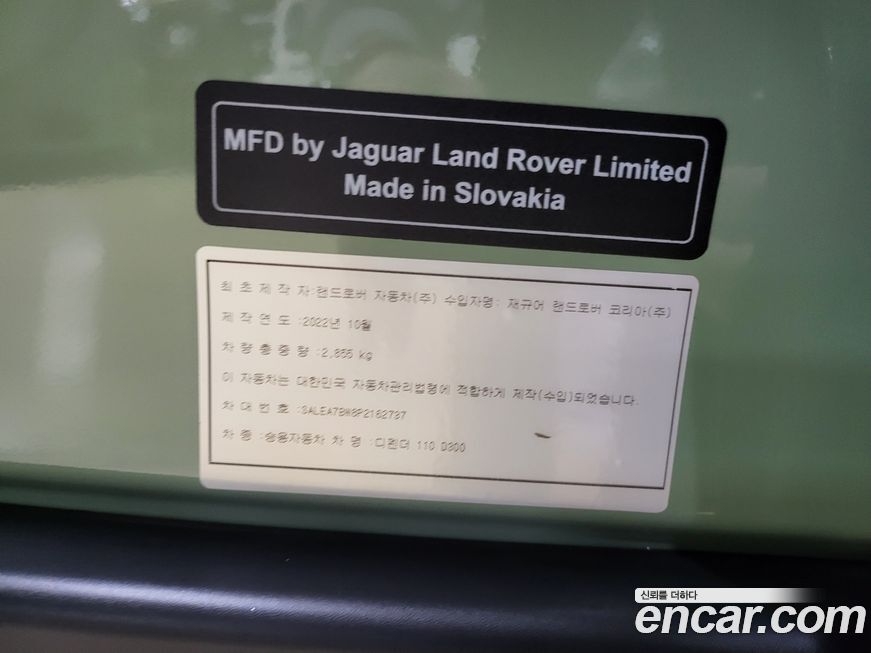 MFD by Jaguar Land Rover Limited
Made in Slovakia
최 초 제 작 자:랜드로버 자동차(주) 수입자명: 재규어 랜드로버 코리아(주)
제 작 연 도 :2022년 10월
차 량 총 중 량 :2,855 kg
이 자동차는 대한민국 자동차관리법령에 적합하게 제작(수입)되었습니다.
차 대 번 호 :SALEA7BW8P2162737
차 종 :승용자동차 차 명 :디펜더 110 D300
신뢰를 더하다
encar.com